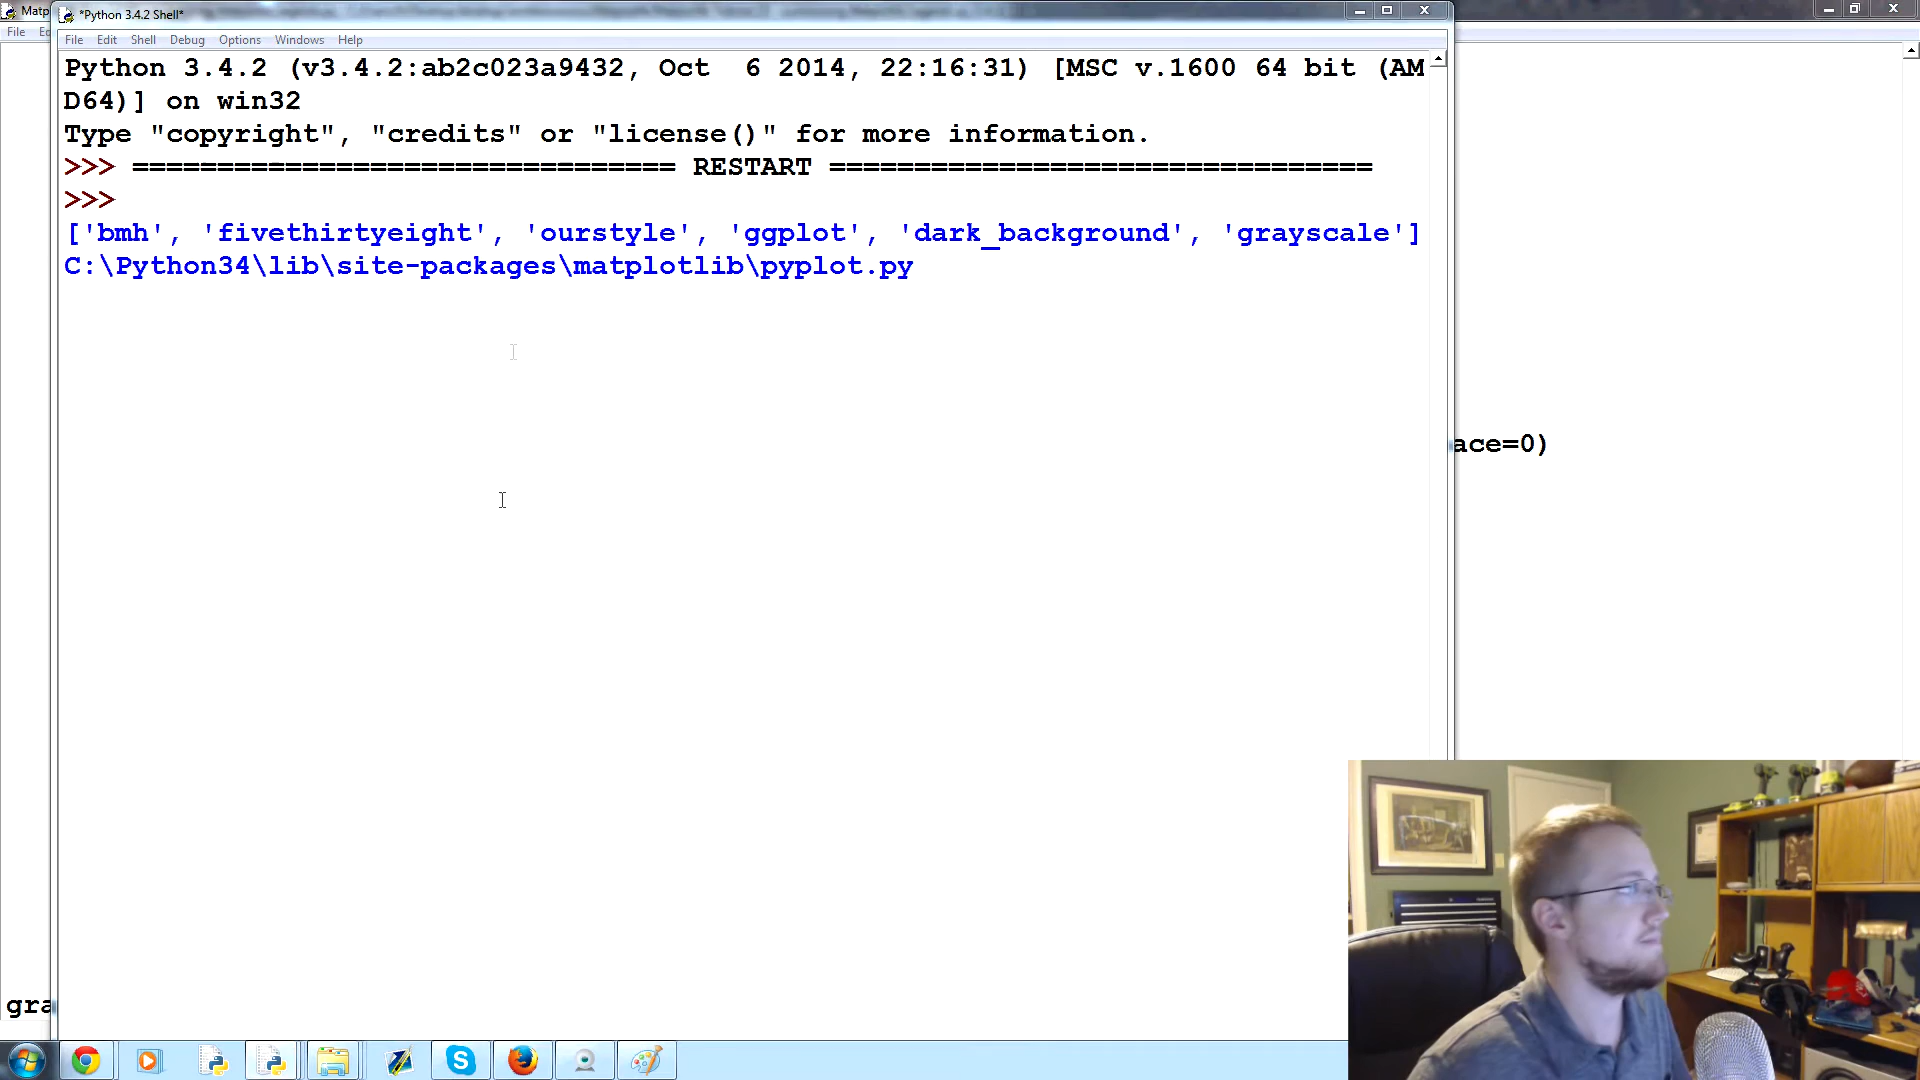 Matp
*Python 3.4.2 Shell*
File Ed
File Edit Shell Debug Options Windows Help
Python 3.4.2 (v3.4.2:ab2c023a9432, Oct  6 2014, 22:16:31) [MSC v.1600 64 bit (AM
D64)] on win32
Type "copyright", "credits" or "license()" for more information.
>>> ================================ RESTART ================================
>>>
['bmh', 'fivethirtyeight', 'ourstyle', 'ggplot', 'dark_background', 'grayscale']
C:\Python34\lib\site-packages\matplotlib\pyplot.py
ace=0)
gra